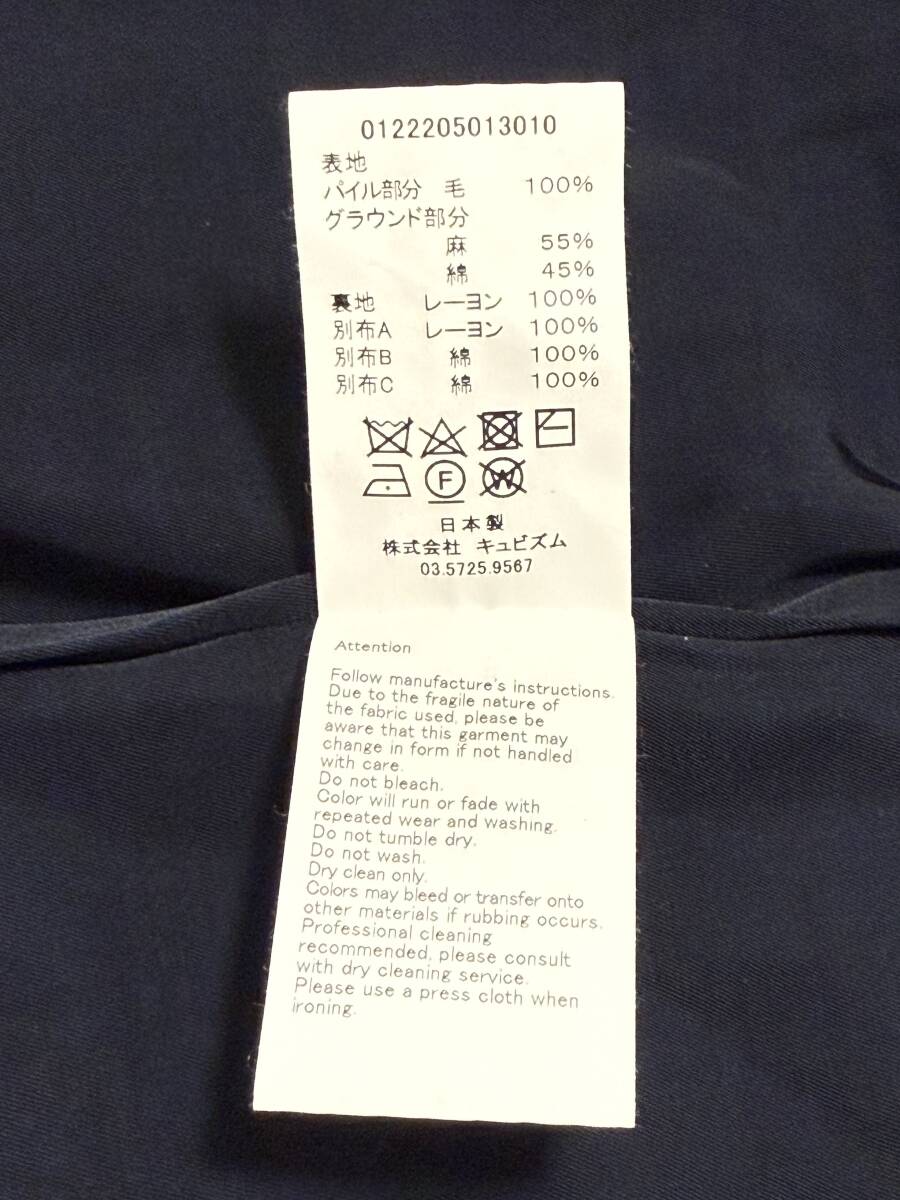 0122205013010
表地
パイル部分 毛 100%
グラウンド部分
麻 55%
綿 45%
裏地 レーヨン 100%
別布A レーヨン 100%
別布B 綿 100%
別布C 綿 100%
F W
日本製
株式会社 キュビズム
03.5725.9567
Attention
Follow manufacture's instructions.
Due to the fragile nature of
the fabric used, please be
aware that this garment may
change in form if not handled
with care.
Do not bleach.
Color will run or fade with
repeated wear and washing.
Do not tumble dry.
Do not wash.
Dry clean only.
Colors may bleed or transfer onto
other materials if rubbing occurs.
Professional cleaning
recommended, please consult
with dry cleaning service.
Please use a press cloth when
ironing.